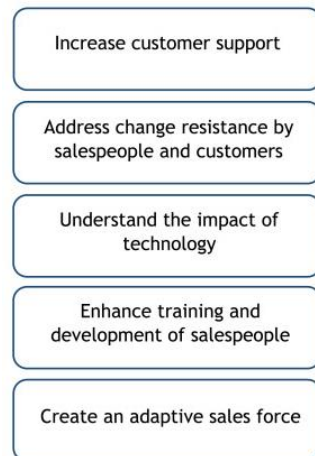 Increase customer support
Address change resistance by
salespeople and customers
Understand the impact of
technology
Enhance training and
development of salespeople
Create an adaptive sales force